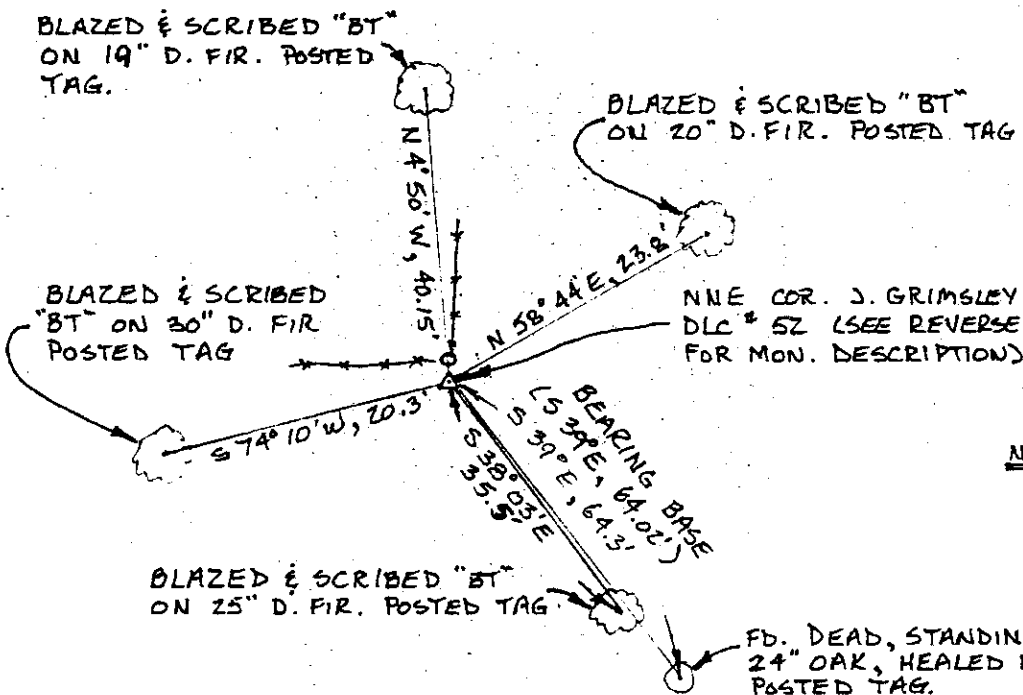 BLAZED & SCRIBED "BT"
ON 19" D. FIR. POSTED
TAG.
BLAZED & SCRIBED "BT"
ON 20" D. FIR. POSTED TAG
N 4° 50' W, 40.15'
N 58° 44' E, 23.8'
BLAZED & SCRIBED
"BT" ON 30" D. FIR
POSTED TAG
NNE COR. J. GRIMSLEY
DLC # 52 (SEE REVERSE
FOR MON. DESCRIPTION)
S 74° 10' W, 20.3'
BEARING BASE
(S 39° E, 64.02')
S 39° E, 64.3'
S 38° 03' E
35.5'
BLAZED & SCRIBED "BT"
ON 25" D. FIR. POSTED TAG
FD. DEAD, STANDIN
24" OAK, HEALED
POSTED TAG.